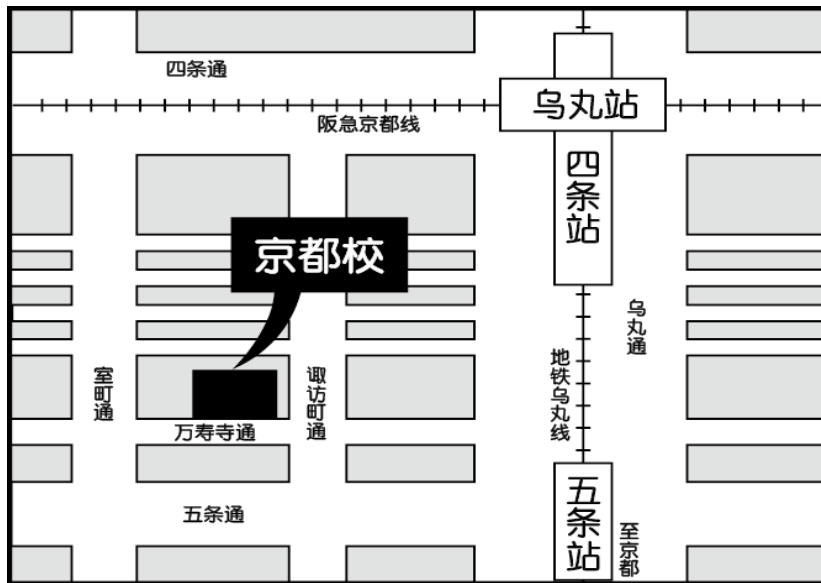 四条通
乌丸站
阪急京都线
四条站
京都校
乌丸通
地铁乌丸线
室町通
诹访町通
万寿寺通
五条通
五条站
至京都